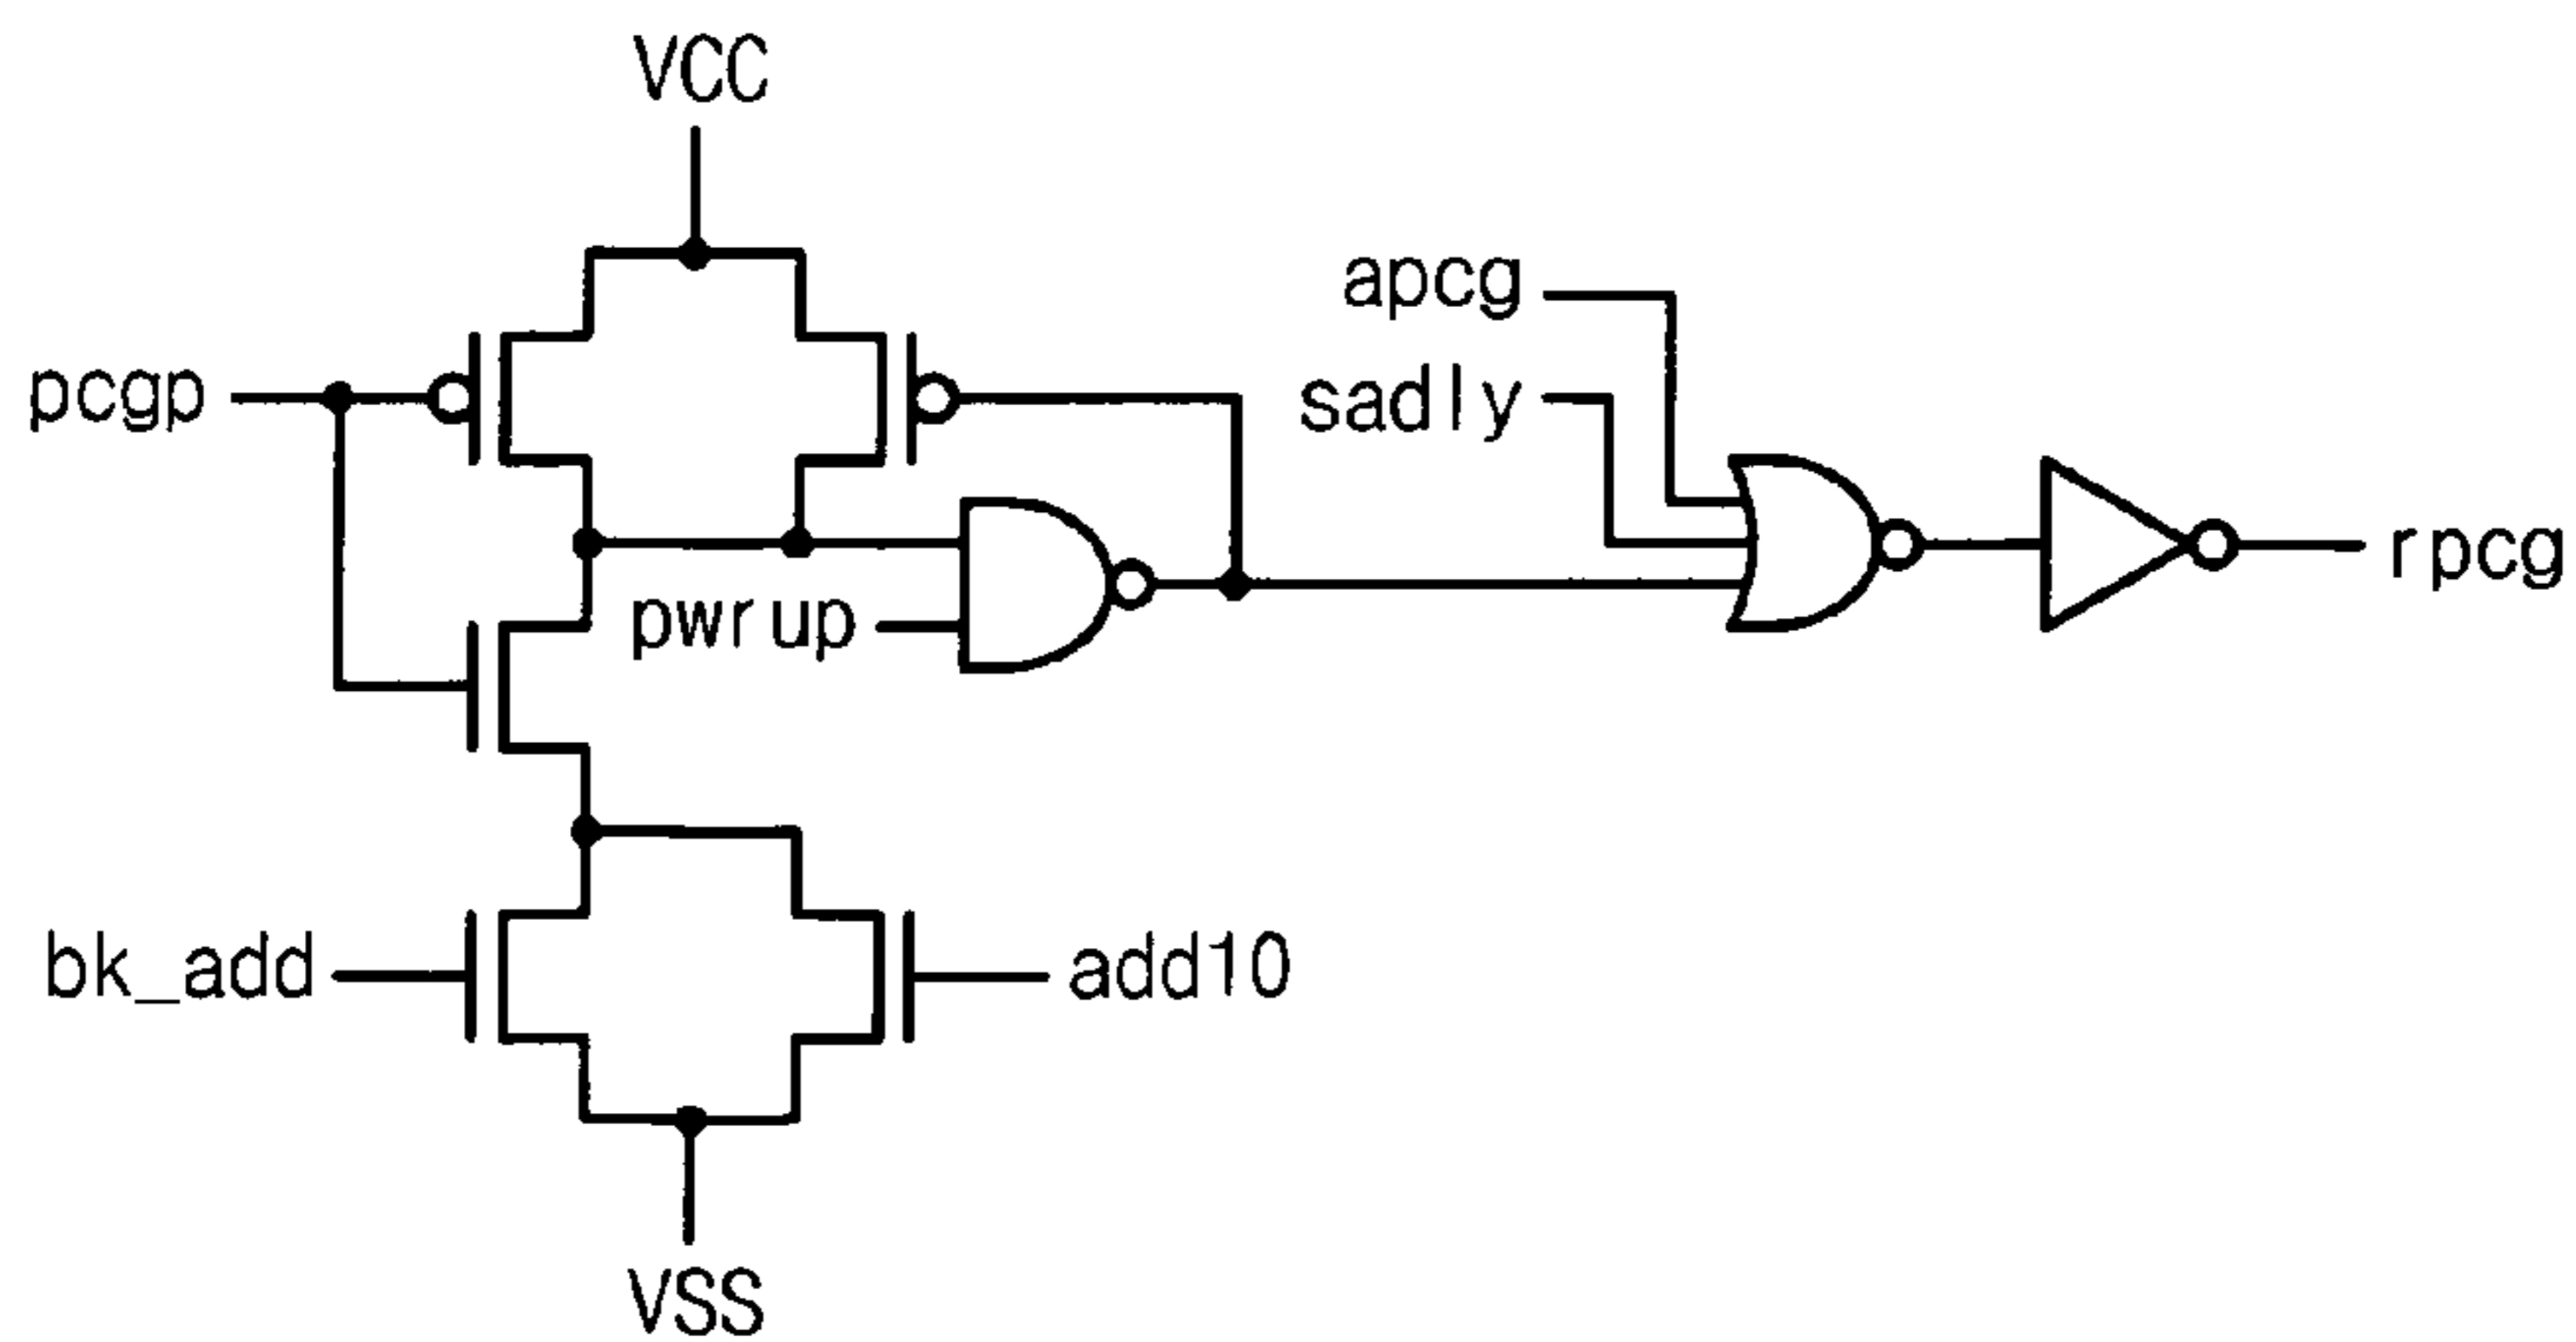 VCC
apcg
pcgp
sadly
rpcg
pwrup
bk_add
add10
VSS